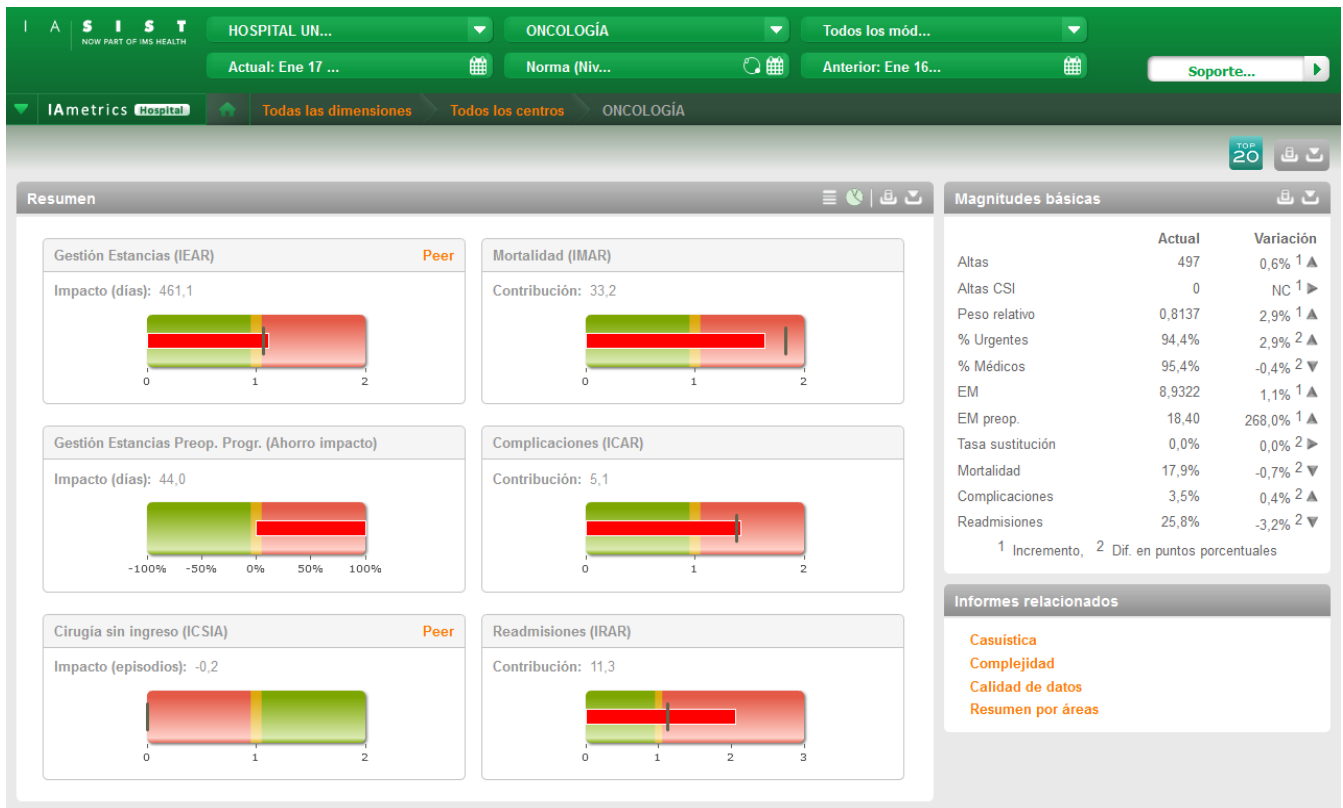 IASIST
NOW PART OF IMS HEALTH
HOSPITAL UN...
ONCOLOGÍA
Todos los mód...
Actual: Ene 17 ...
Norma (Niv...
Anterior: Ene 16...
Soporte...
IAmetrics Hospital
Todas las dimensiones
Todos los centros
ONCOLOGÍA
TOP
20
Resumen
Gestión Estancias (IEAR) Peer
Impacto (días): 461,1
0 1 2
Mortalidad (IMAR)
Contribución: 33,2
0 1 2
Gestión Estancias Preop. Progr. (Ahorro impacto)
Impacto (días): 44,0
-100% -50% 0% 50% 100%
Complicaciones (ICAR)
Contribución: 5,1
0 1 2
Cirugía sin ingreso (ICSIA) Peer
Impacto (episodios): -0,2
0 1 2
Readmisiones (IRAR)
Contribución: 11,3
0 1 2 3
Magnitudes básicas
Actual Variación
Altas 497 0,6% 1
Altas CSI 0 NC 1
Peso relativo 0,8137 2,9% 1
% Urgentes 94,4% 2,9% 2
% Médicos 95,4% -0,4% 2
EM 8,9322 1,1% 1
EM preop. 18,40 268,0% 1
Tasa sustitución 0,0% 0,0% 2
Mortalidad 17,9% -0,7% 2
Complicaciones 3,5% 0,4% 2
Readmisiones 25,8% -3,2% 2
1 Incremento, 2 Dif. en puntos porcentuales
Informes relacionados
Casuística
Complejidad
Calidad de datos
Resumen por áreas